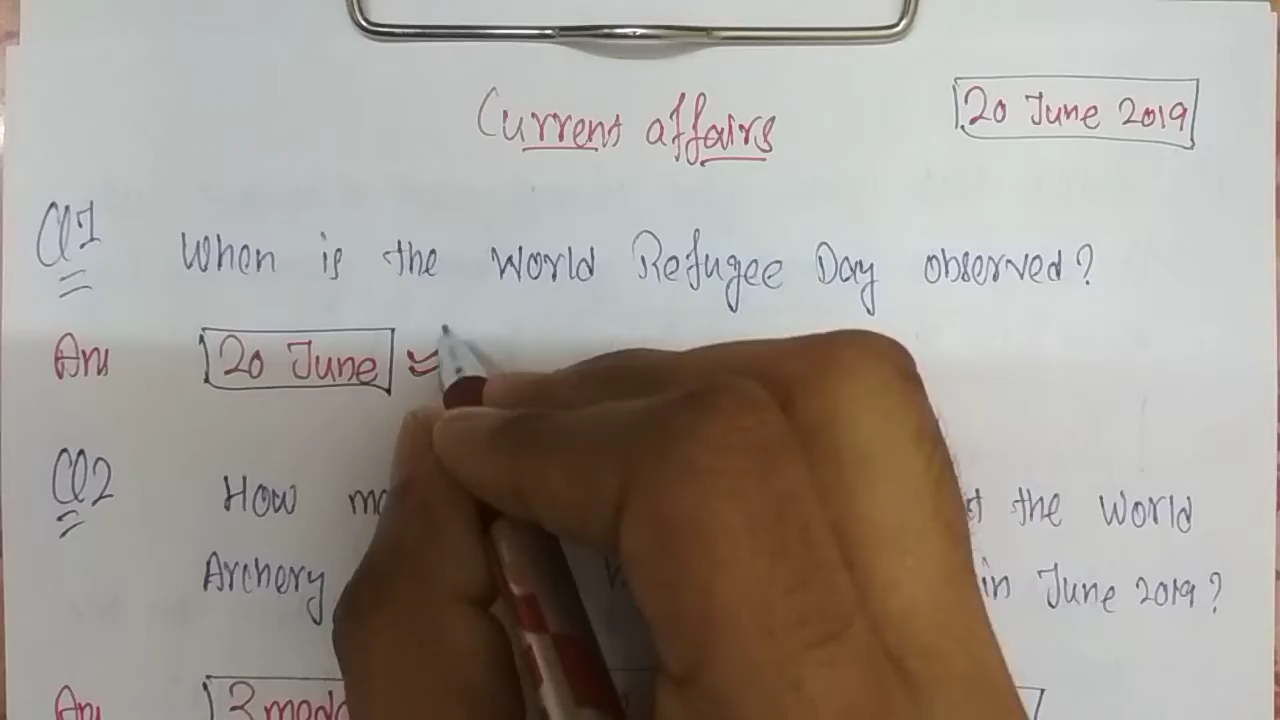 Current affairs
20 June 2019
Q1 When is the World Refugee Day observed?
Ans 20 June
Q2 How the World
Archery in June 2019?
Ans 3